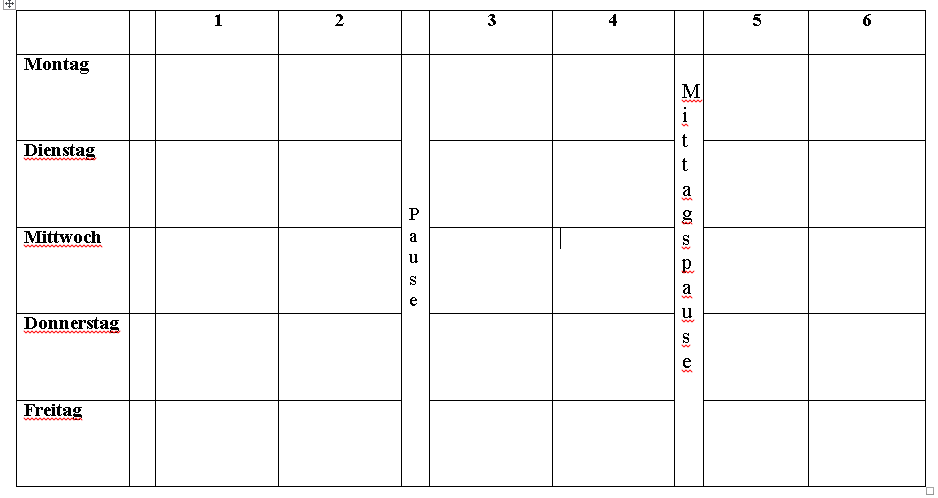 1 2 3 4 5 6
Montag
Dienstag
Mittwoch
Donnerstag
Freitag
Pause
Mittagspause